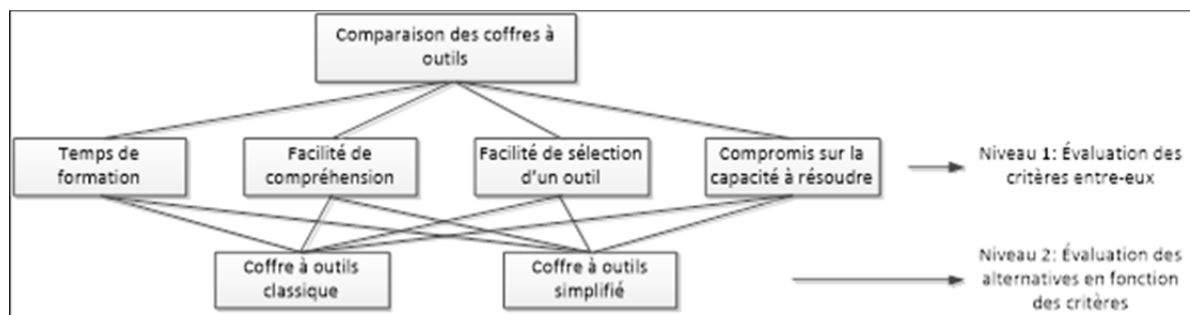 Comparaison des coffres à
outils
Temps de
formation
Facilité de
compréhension
Facilité de sélection
d'un outil
Compromis sur la
capacité à résoudre
Niveau 1: Évaluation des
critères entre-eux
Coffre à outils
classique
Coffre à outils
simplifié
Niveau 2: Évaluation des
alternatives en fonction
des critères